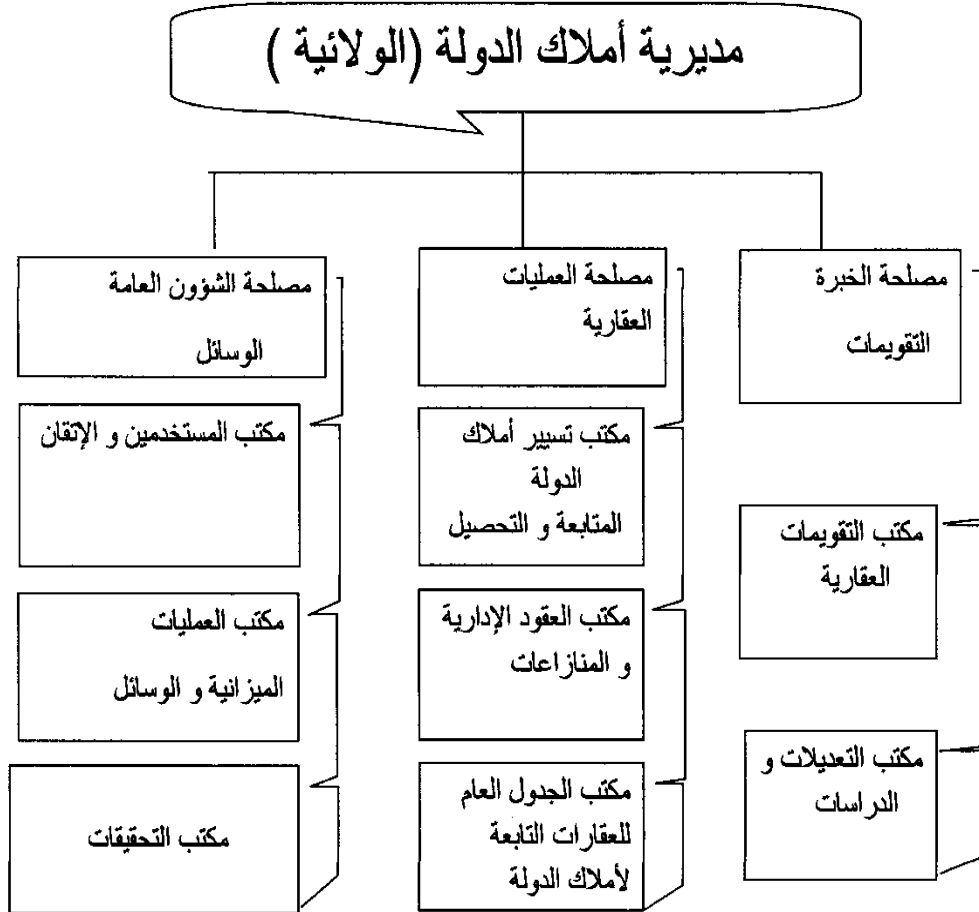 مديرية أملاك الدولة (الولائية )
مصلحة الخبرة
التقويمات
مكتب التقويمات
العقارية
مكتب التعديلات و
الدراسات
مصلحة العمليات
العقارية
مكتب تسيير أملاك
الدولة
المتابعة و التحصيل
مكتب العقود الإدارية
و المنازاعات
مكتب الجدول العام
للعقارات التابعة
لأملاك الدولة
مصلحة الشؤون العامة
الوسائل
مكتب المستخدمين و الإتقان
مكتب العمليات
الميزانية و الوسائل
مكتب التحقيقات